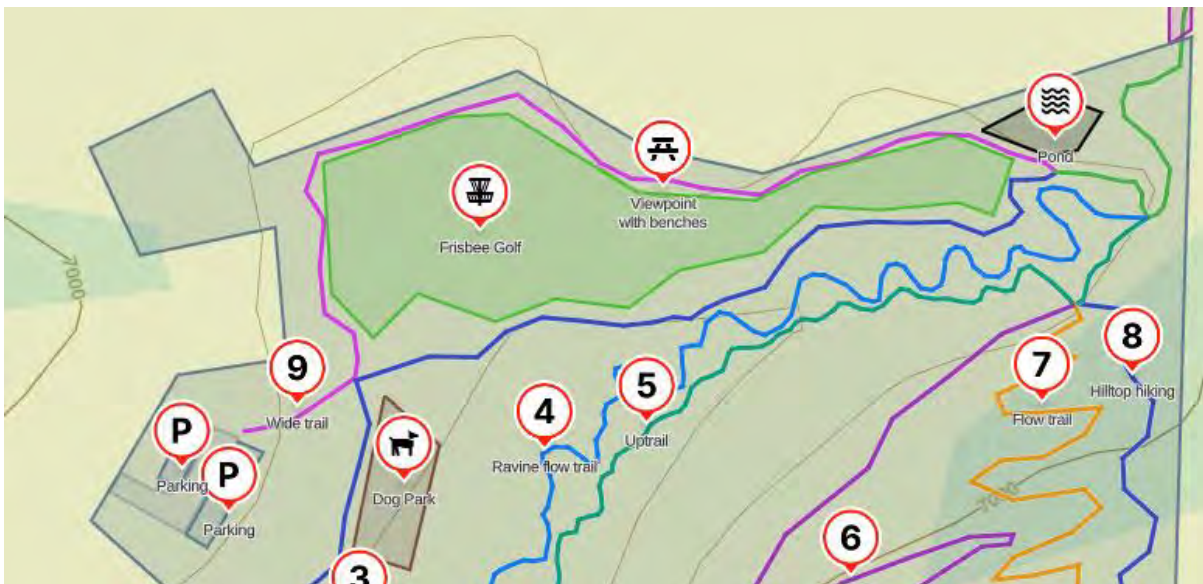 Pond
Viewpoint
with benches
Frisbee Golf
7000
8
9
7
Hilltop hiking
5
4
Wide trail
Flow trail
P
Uptrail
P
Ravine flow trail
Parking
Dog Park
7000
Parking
6
3